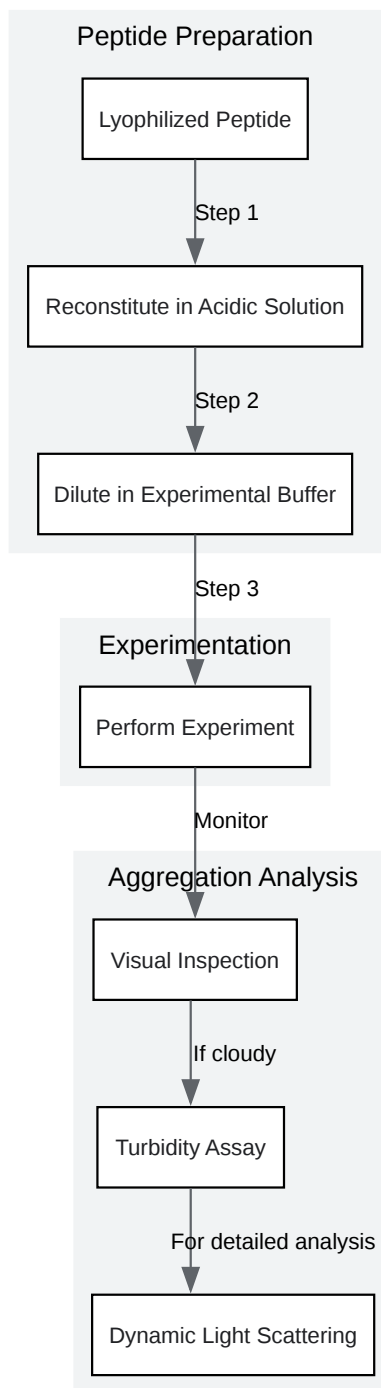 Peptide Preparation
Lyophilized Peptide
Step 1
Reconstitute in Acidic Solution
Step 2
Dilute in Experimental Buffer
Step 3
Experimentation
Perform Experiment
Monitor
Aggregation Analysis
Visual Inspection
If cloudy
Turbidity Assay
For detailed analysis
Dynamic Light Scattering